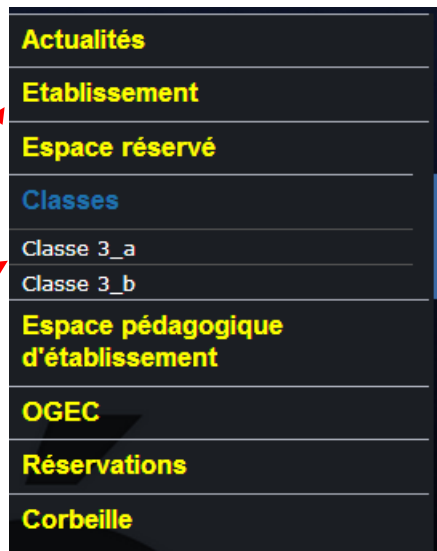 Actualités
Etablissement
Espace réservé
Classes
Classe 3_a
Classe 3_b
Espace pédagogique
d'établissement
OGEC
Réservations
Corbeille